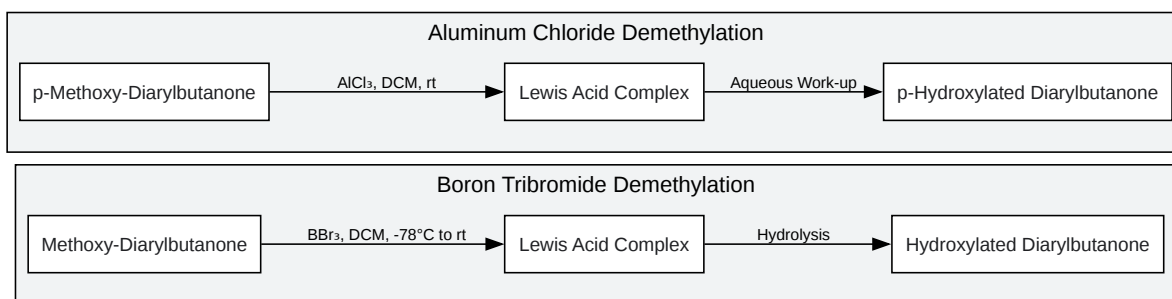 Aluminum Chloride Demethylation
p-Methoxy-Diarylbutanone
AlCl₃, DCM, rt
Lewis Acid Complex
Aqueous Work-up
p-Hydroxylated Diarylbutanone
Boron Tribromide Demethylation
Methoxy-Diarylbutanone
BBr₃, DCM, -78°C to rt
Lewis Acid Complex
Hydrolysis
Hydroxylated Diarylbutanone